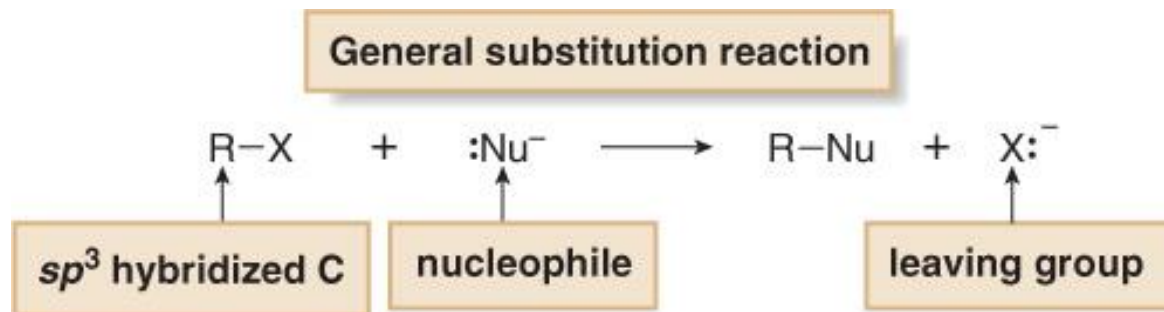 General substitution reaction
R–X + :Nu⁻ ⟶ R–Nu + X:⁻
sp³ hybridized C nucleophile leaving group